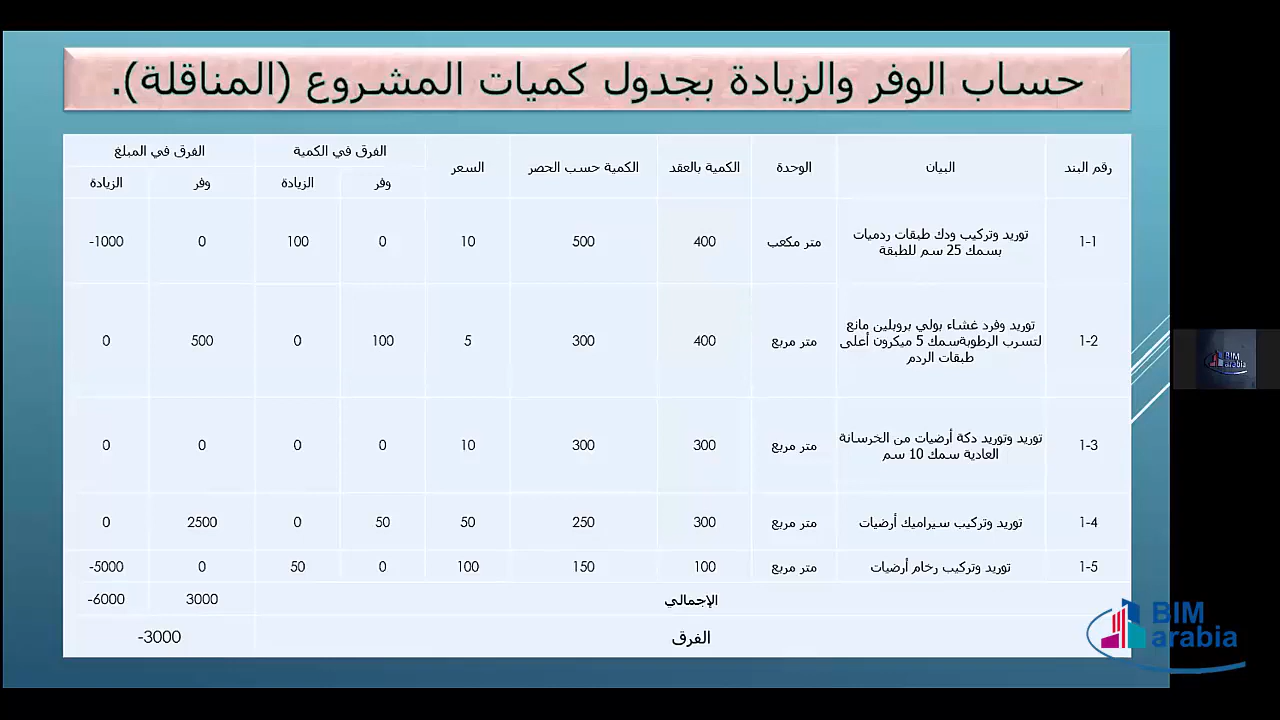 حساب الوفر والزيادة بجدول كميات المشروع (المناقلة).
رقم البند البيان الوحدة الكمية بالعقد الكمية حسب الحصر السعر الفرق في الكمية الفرق في المبلغ
وفر الزيادة وفر الزيادة
1-1 توريد وتركيب ودك طبقات ردميات متر مكعب 400 500 10 0 100 0 -1000
بسمك 25 سم للطبقة
1-2 توريد وفرد غشاء بولي بروبلين مانع متر مربع 400 300 5 100 0 500 0
لتسرب الرطوبةسمك 5 ميكرون أعلى
طبقات الردم
1-3 توريد وتوريد دكة أرضيات من الخرسانة متر مربع 300 300 10 0 0 0 0
العادية سمك 10 سم
1-4 توريد وتركيب سيراميك أرضيات متر مربع 300 250 50 50 0 2500 0
1-5 توريد وتركيب رخام أرضيات متر مربع 100 150 100 0 50 0 -5000
الإجمالي 3000 -6000
الفرق -3000
BIM
arabia
BIM
arabia